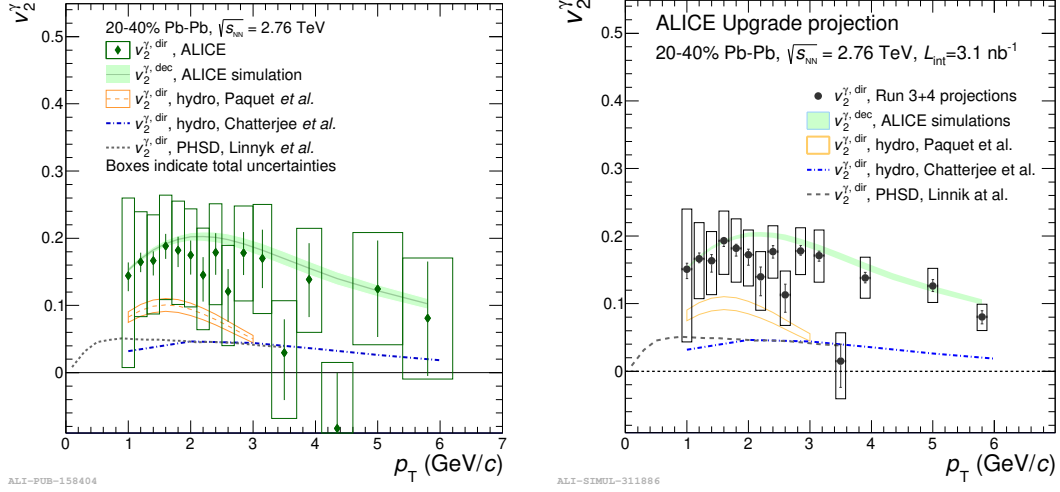 v₂^γ
20-40% Pb-Pb, √s_NN = 2.76 TeV
v₂^γ,dir, ALICE
v₂^γ,dec, ALICE simulation
v₂^γ,dir, hydro, Paquet et al.
v₂^γ,dir, hydro, Chatterjee et al.
v₂^γ,dir, PHSD, Linnyk et al.
Boxes indicate total uncertainties
0.5
0.4
0.3
0.2
0.1
0
0 1 2 3 4 5 6 7
p_T (GeV/c)
ALI-PUB-158404
v₂^γ
ALICE Upgrade projection
20-40% Pb-Pb, √s_NN = 2.76 TeV, L_int=3.1 nb⁻¹
v₂^γ,dir, Run 3+4 projections
v₂^γ,dec, ALICE simulations
v₂^γ,dir, hydro, Paquet et al.
v₂^γ,dir, hydro, Chatterjee et al.
v₂^γ,dir, PHSD, Linnik at al.
0.5
0.4
0.3
0.2
0.1
0
0 1 2 3 4 5 6
p_T (GeV/c)
ALI-SIMUL-311886